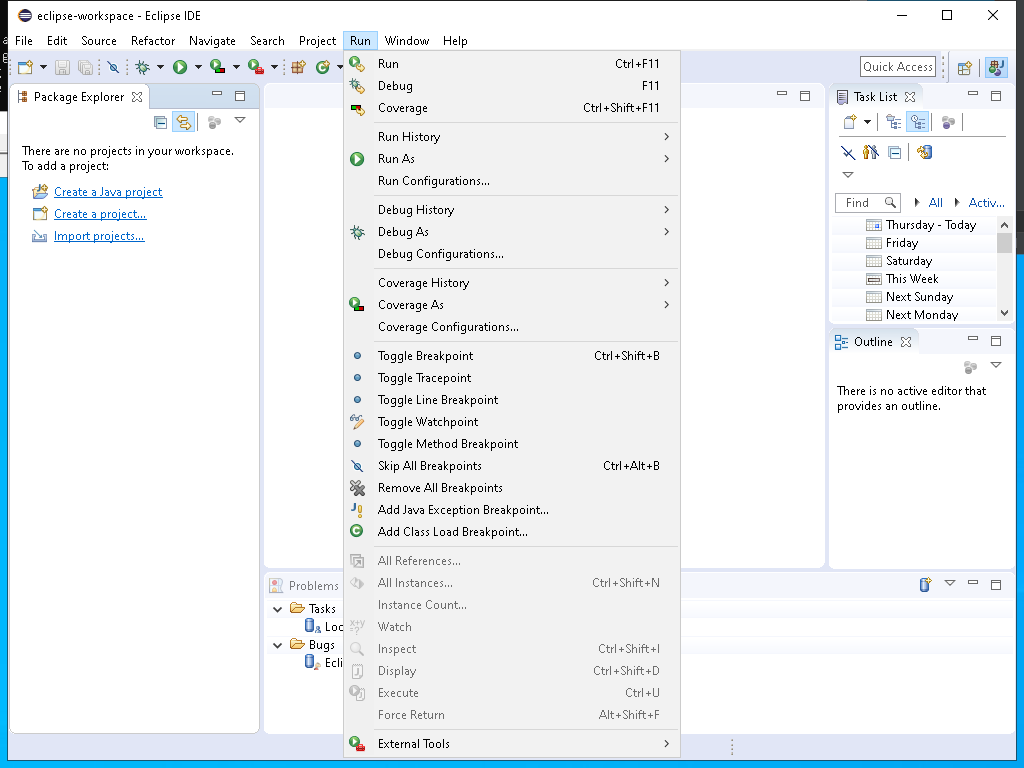 eclipse-workspace - Eclipse IDE
File Edit Source Refactor Navigate Search Project Run Window Help
Quick Access
Package Explorer
There are no projects in your workspace.
To add a project:
Create a Java project
Create a project...
Import projects...
Run Ctrl+F11
Debug F11
Coverage Ctrl+Shift+F11
Run History
Run As
Run Configurations...
Debug History
Debug As
Debug Configurations...
Coverage History
Coverage As
Coverage Configurations...
Toggle Breakpoint Ctrl+Shift+B
Toggle Tracepoint
Toggle Line Breakpoint
Toggle Watchpoint
Toggle Method Breakpoint
Skip All Breakpoints Ctrl+Alt+B
Remove All Breakpoints
Add Java Exception Breakpoint...
Add Class Load Breakpoint...
All References...
All Instances... Ctrl+Shift+N
Instance Count...
Watch
Inspect Ctrl+Shift+I
Display Ctrl+Shift+D
Execute Ctrl+U
Force Return Alt+Shift+F
External Tools
Task List
Find All Activ...
Thursday - Today
Friday
Saturday
This Week
Next Sunday
Next Monday
Outline
There is no active editor that
provides an outline.
Problems
Tasks
Loc
Bugs
Ecli